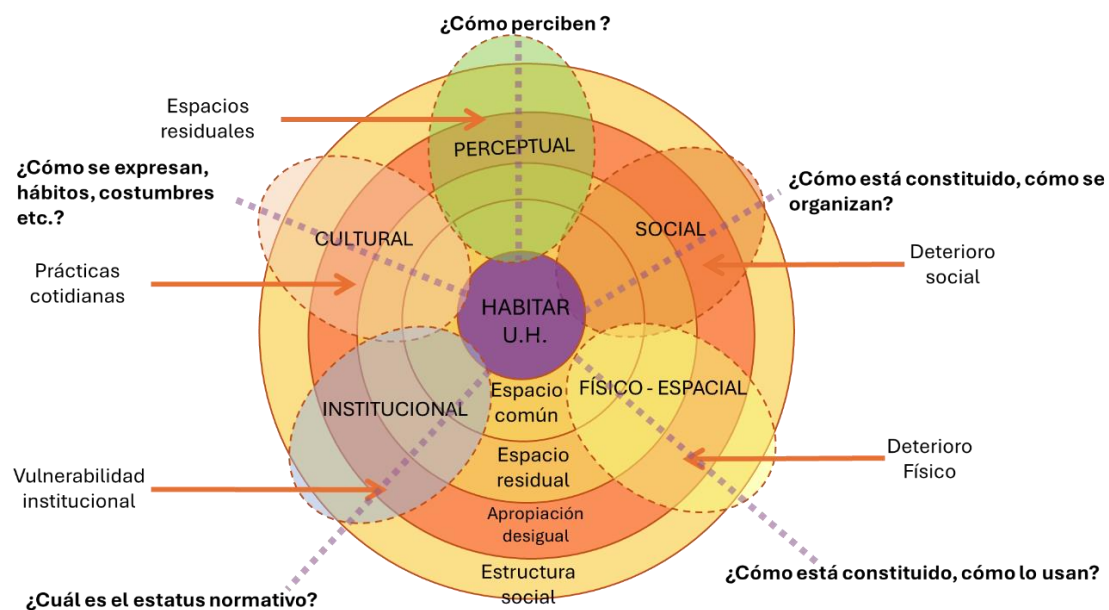 ¿Cómo perciben ?
Espacios
residuales
PERCEPTUAL
¿Cómo se expresan,
hábitos, costumbres
etc.?
¿Cómo está constituido, cómo se
organizan?
CULTURAL
SOCIAL
Prácticas
cotidianas
Deterioro
social
HABITAR
U.H.
INSTITUCIONAL
Espacio
común
FÍSICO - ESPACIAL
Vulnerabilidad
institucional
Espacio
residual
Deterioro
Físico
Apropiación
desigual
Estructura
social
¿Cómo está constituido, cómo lo usan?
¿Cuál es el estatus normativo?